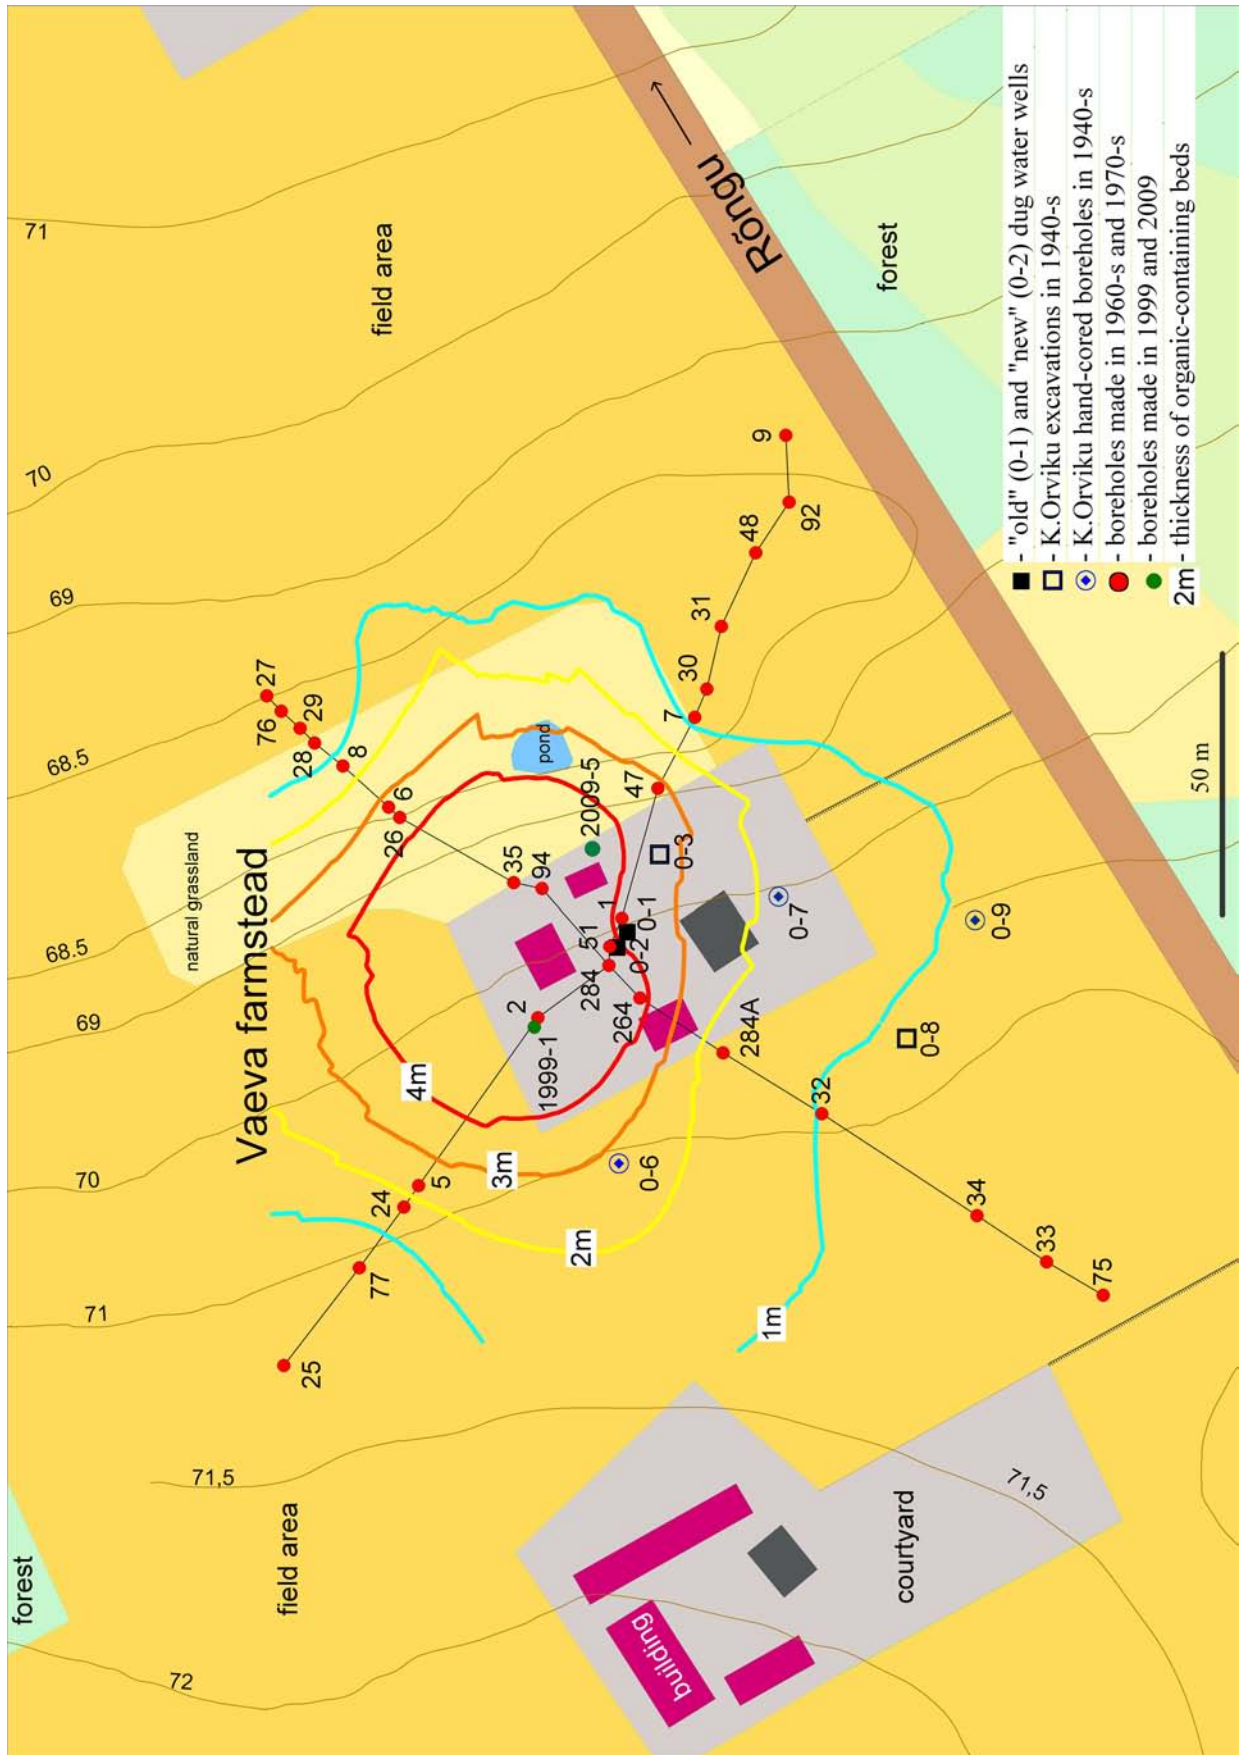 forest
field area
72
71,5
building
courtyard
71,5
25
77
24
5
71
70
69
68.5
68.5
69
70
71
Vaeva farmstead
natural grassland
field area
27
76
29
28
8
6
26
35
94
2009-5
pond
4m
3m
2m
1m
2
1999-1
284
51
0-2
1
0-1
264
284A
0-3
47
7
30
31
48
92
9
0-6
0-7
0-8
0-9
32
34
33
75
Rõngu
forest
"old" (0-1) and "new" (0-2) dug water wells
- K.Orviku excavations in 1940-s
- K.Orviku hand-cored boreholes in 1940-s
- boreholes made in 1960-s and 1970-s
- boreholes made in 1999 and 2009
2m - thickness of organic-containing beds
50 m